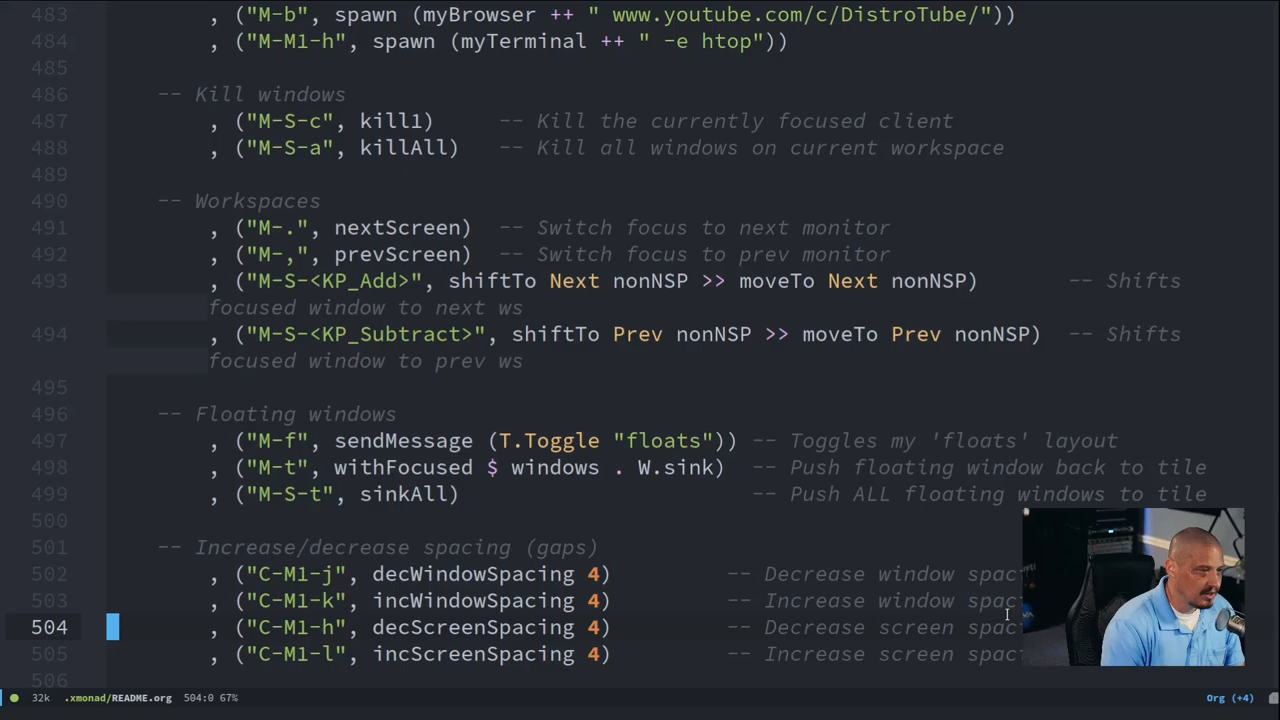 483 , ("M-b", spawn (myBrowser ++ " www.youtube.com/c/DistroTube/"))
484 , ("M-M1-h", spawn (myTerminal ++ " -e htop"))
485
486 -- Kill windows
487 , ("M-S-c", kill1) -- Kill the currently focused client
488 , ("M-S-a", killAll) -- Kill all windows on current workspace
489
490 -- Workspaces
491 , ("M-.", nextScreen) -- Switch focus to next monitor
492 , ("M-,", prevScreen) -- Switch focus to prev monitor
493 , ("M-S-<KP_Add>", shiftTo Next nonNSP >> moveTo Next nonNSP) -- Shifts
focused window to next ws
494 , ("M-S-<KP_Subtract>", shiftTo Prev nonNSP >> moveTo Prev nonNSP) -- Shifts
focused window to prev ws
495
496 -- Floating windows
497 , ("M-f", sendMessage (T.Toggle "floats")) -- Toggles my 'floats' layout
498 , ("M-t", withFocused $ windows . W.sink) -- Push floating window back to tile
499 , ("M-S-t", sinkAll) -- Push ALL floating windows to tile
500
501 -- Increase/decrease spacing (gaps)
502 , ("C-M1-j", decWindowSpacing 4) -- Decrease window spac
503 , ("C-M1-k", incWindowSpacing 4) -- Increase window spac
504 , ("C-M1-h", decScreenSpacing 4) -- Decrease screen spac
505 , ("C-M1-l", incScreenSpacing 4) -- Increase screen spac
506
32k .xmonad/README.org 504:0 67% Org (+4)